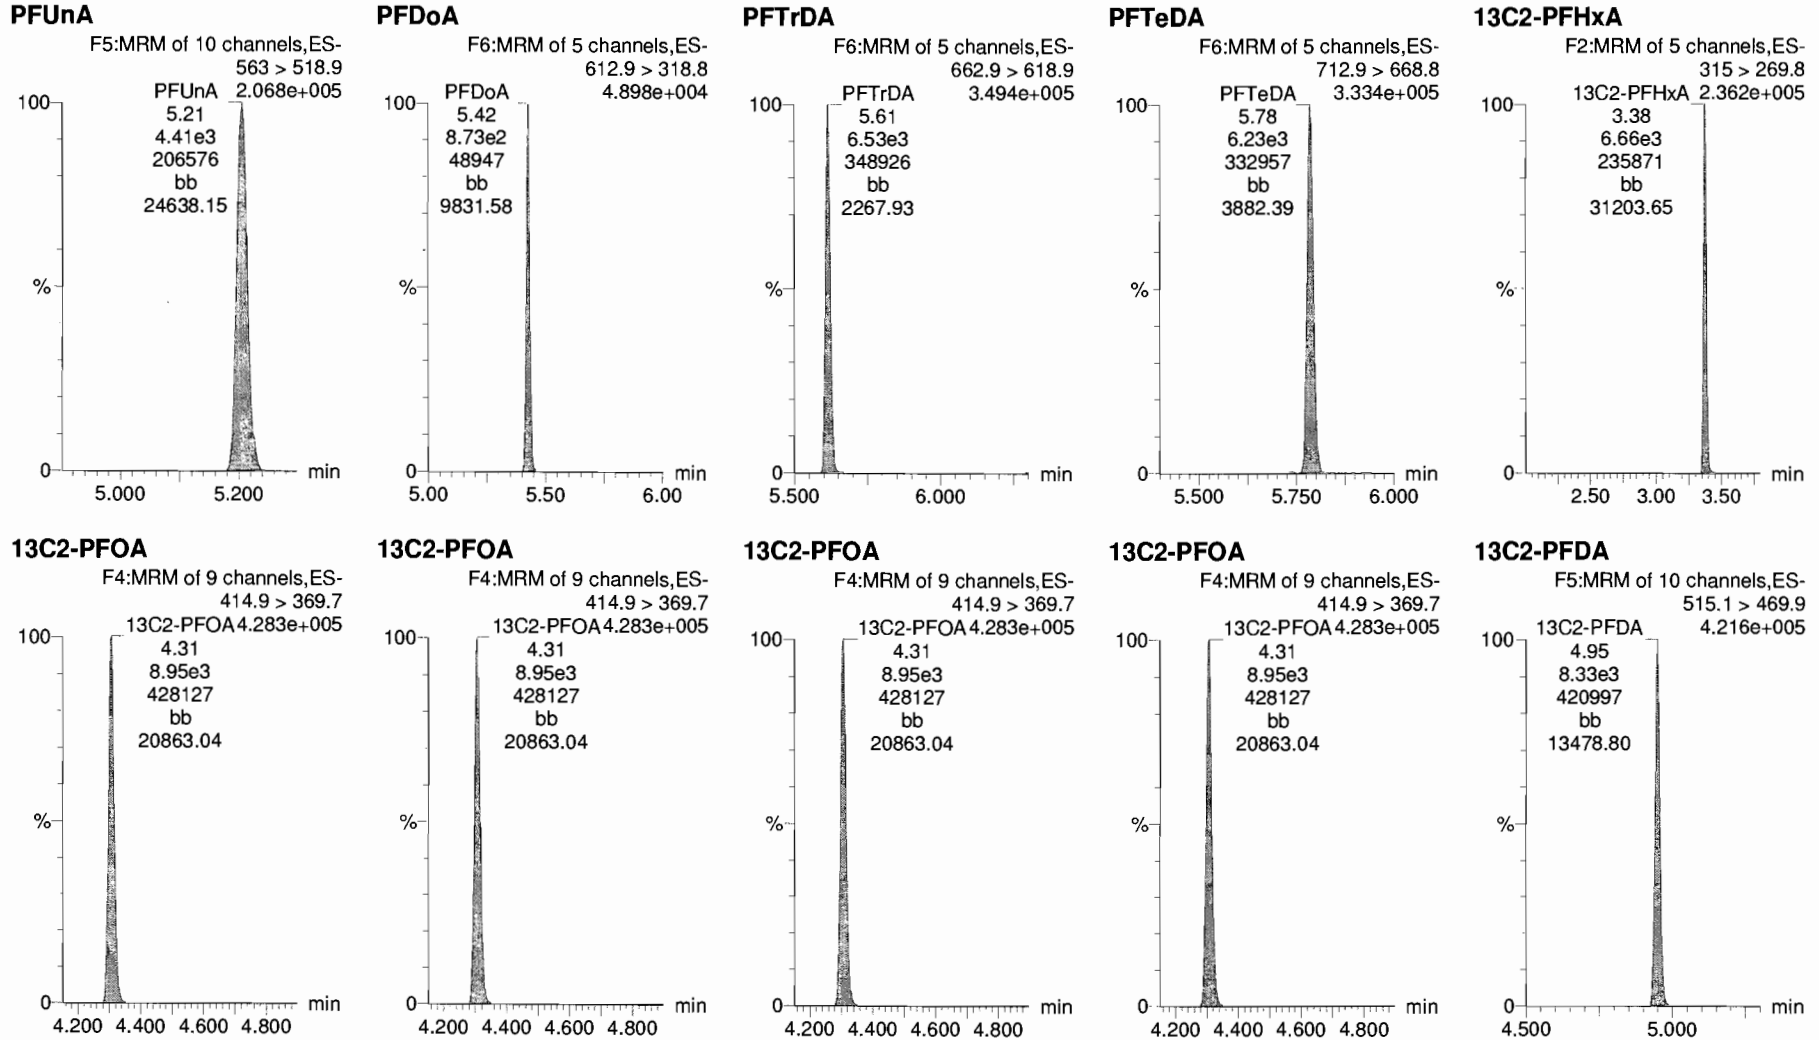 PFUnA
F5:MRM of 10 channels,ES-
563 > 518.9
2.068e+005
PFUnA
5.21
4.41e3
206576
bb
24638.15
100
%
0
5.000 5.200
min
PFDoA
F6:MRM of 5 channels,ES-
612.9 > 318.8
4.898e+004
PFDoA
5.42
8.73e2
48947
bb
9831.58
100
%
0
5.00 5.50 6.00
min
PFTrDA
F6:MRM of 5 channels,ES-
662.9 > 618.9
3.494e+005
PFTrDA
5.61
6.53e3
348926
bb
2267.93
100
%
0
5.500 6.000
min
PFTeDA
F6:MRM of 5 channels,ES-
712.9 > 668.8
3.334e+005
PFTeDA
5.78
6.23e3
332957
bb
3882.39
100
%
0
5.500 5.750 6.000
min
13C2-PFHxA
F2:MRM of 5 channels,ES-
315 > 269.8
13C2-PFHxA 2.362e+005
3.38
6.66e3
235871
bb
31203.65
100
%
0
2.50 3.00 3.50
min
13C2-PFOA
F4:MRM of 9 channels,ES-
414.9 > 369.7
13C2-PFOA 4.283e+005
4.31
8.95e3
428127
bb
20863.04
100
%
0
4.200 4.400 4.600 4.800
min
13C2-PFOA
F4:MRM of 9 channels,ES-
414.9 > 369.7
13C2-PFOA 4.283e+005
4.31
8.95e3
428127
bb
20863.04
100
%
0
4.200 4.400 4.600 4.800
min
13C2-PFOA
F4:MRM of 9 channels,ES-
414.9 > 369.7
13C2-PFOA 4.283e+005
4.31
8.95e3
428127
bb
20863.04
100
%
0
4.200 4.400 4.600 4.800
min
13C2-PFOA
F4:MRM of 9 channels,ES-
414.9 > 369.7
13C2-PFOA 4.283e+005
4.31
8.95e3
428127
bb
20863.04
100
%
0
4.200 4.400 4.600 4.800
min
13C2-PFDA
F5:MRM of 10 channels,ES-
515.1 > 469.9
4.216e+005
13C2-PFDA
4.95
8.33e3
420997
bb
13478.80
100
%
0
4.500 5.000
min